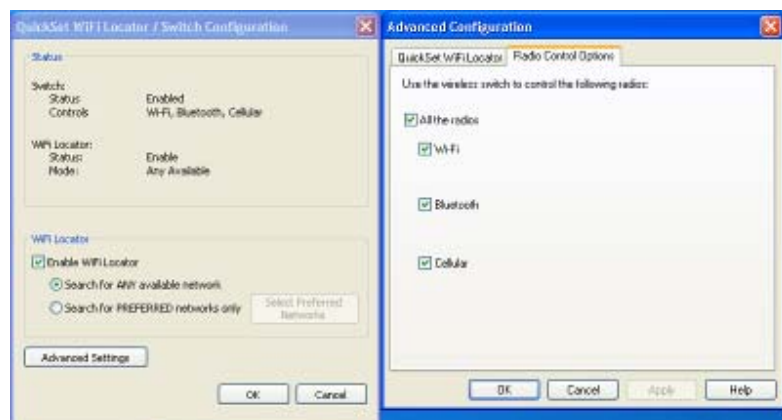 QuickSet WiFi Locator / Switch Configuration
Status
Switch:
Status Enabled
Controls Wi-Fi, Bluetooth, Cellular
WiFi Locator:
Status: Enable
Mode: Any Available
WiFi Locator
Enable WiFi Locator
Search for ANY available network
Search for PREFERRED networks only
Select Preferred
Networks
Advanced Settings
OK Cancel
Advanced Configuration
QuickSet WiFi Locator Radio Control Options
Use the wireless switch to control the following radios:
All the radios
Wi-Fi
Bluetooth
Cellular
OK Cancel Apply Help